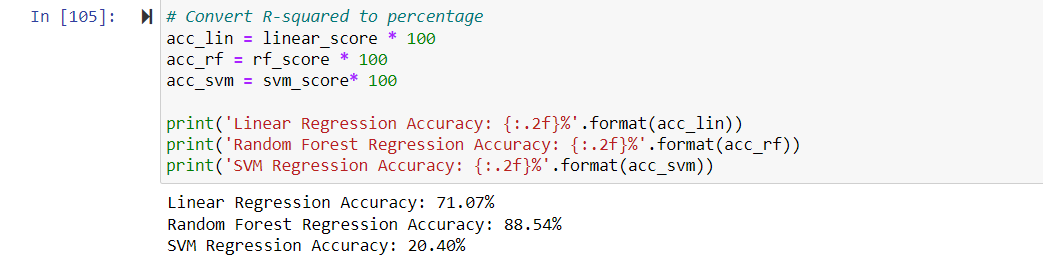 In [105]:
# Convert R-squared to percentage
acc_lin = linear_score * 100
acc_rf = rf_score * 100
acc_svm = svm_score* 100

print('Linear Regression Accuracy: {:.2f}%'.format(acc_lin))
print('Random Forest Regression Accuracy: {:.2f}%'.format(acc_rf))
print('SVM Regression Accuracy: {:.2f}%'.format(acc_svm))

Linear Regression Accuracy: 71.07%
Random Forest Regression Accuracy: 88.54%
SVM Regression Accuracy: 20.40%